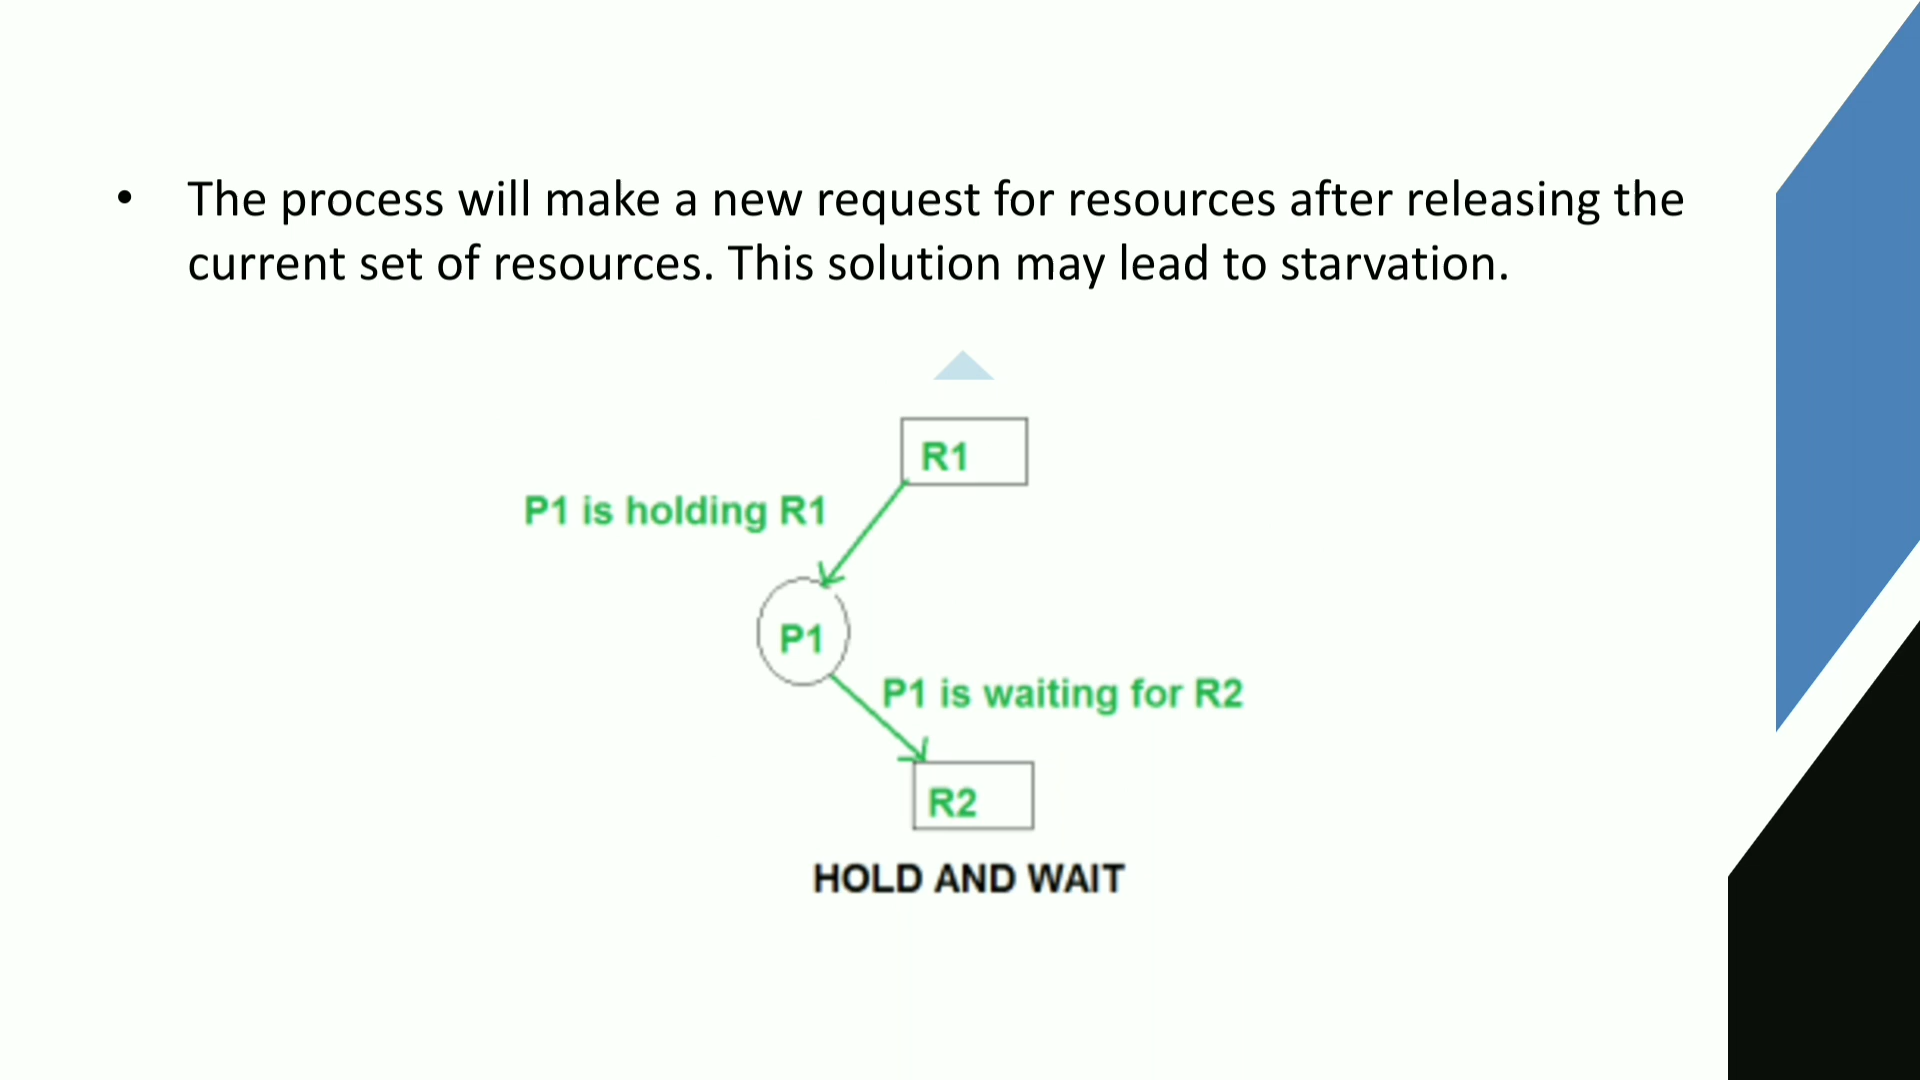 • The process will make a new request for resources after releasing the
current set of resources. This solution may lead to starvation.
R1
P1 is holding R1
P1
P1 is waiting for R2
R2
HOLD AND WAIT